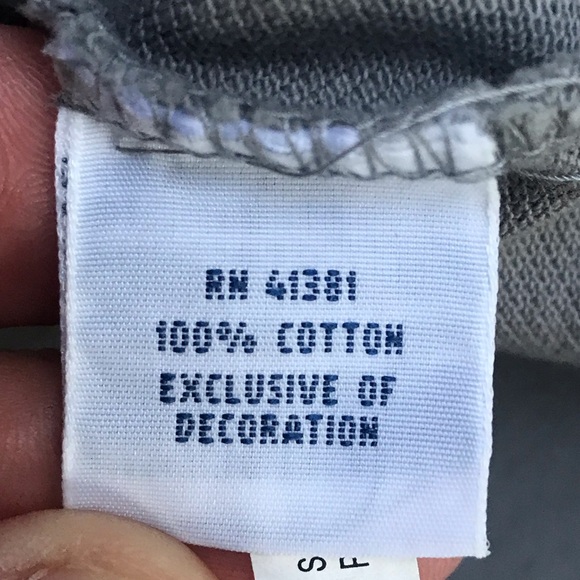 RN 41381
100% COTTON
EXCLUSIVE OF
DECORATION
S
F